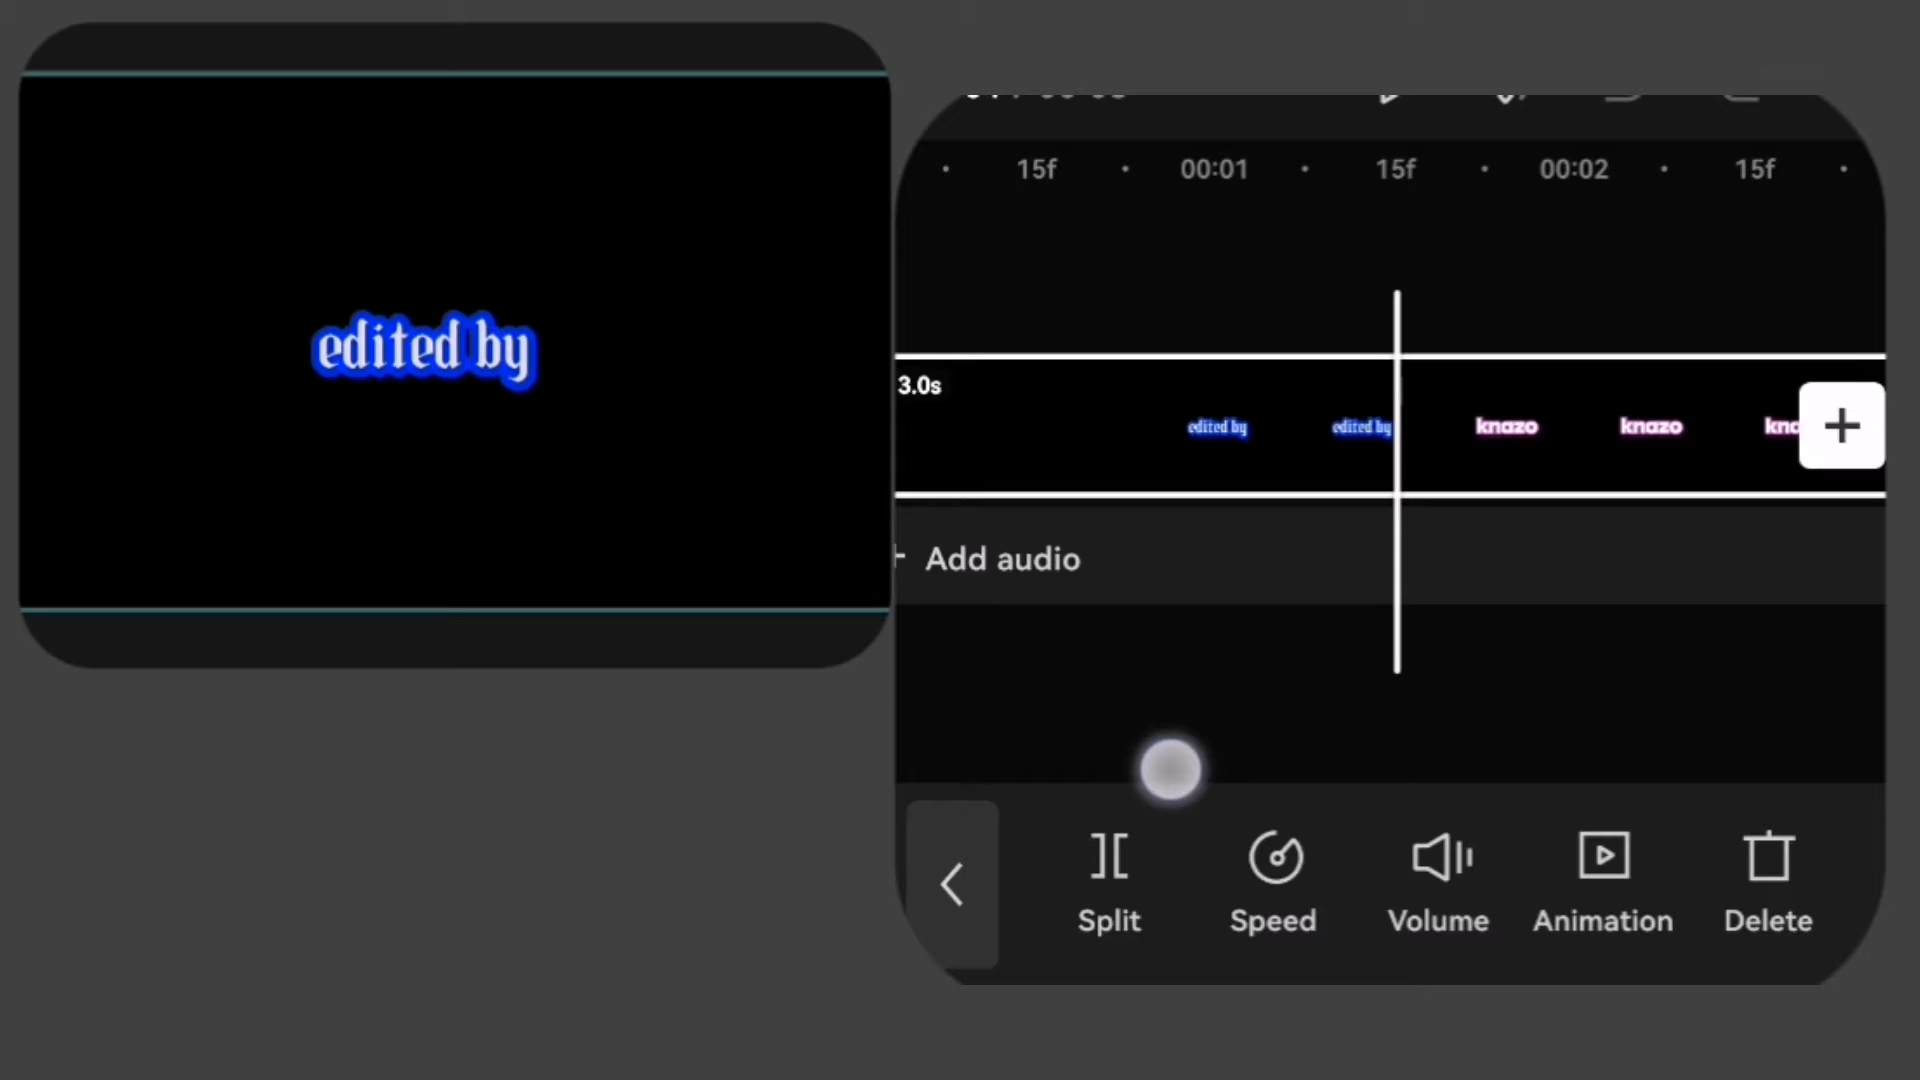 edited by
15f 00:01 15f 00:02 15f
3.0s
edited by edited by knazo knazo
Add audio
Split Speed Volume Animation Delete